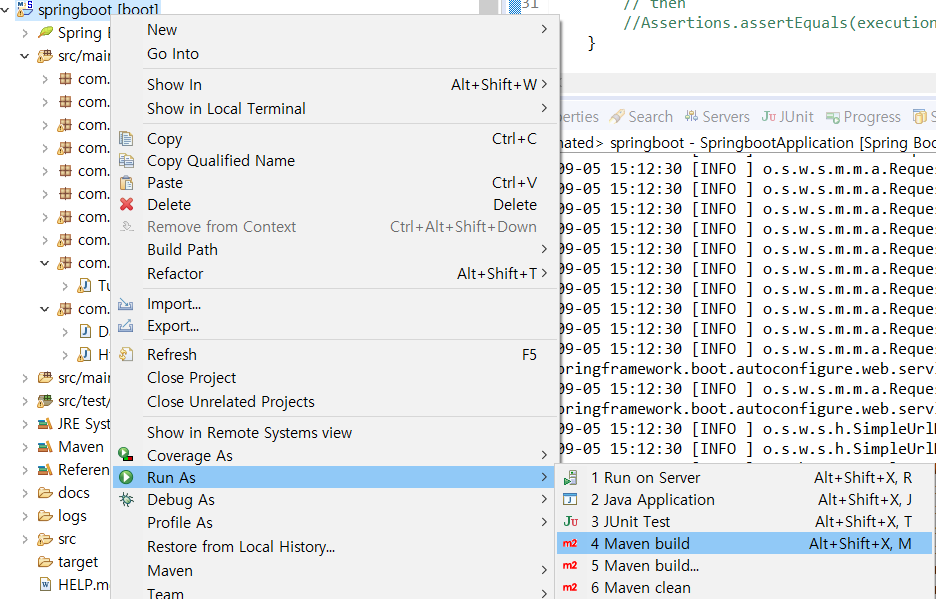 springboot [boot]
Spring
src/mai
com.
com.
com.
com.
com.
com.
com.
com.
com.
Tu
com.
D
H
src/mai
src/test/
JRE Syst
Maven
Referen
docs
logs
src
target
HELP.m
New
Go Into
Show In Alt+Shift+W
Show in Local Terminal
Copy Ctrl+C
Copy Qualified Name
Paste Ctrl+V
Delete Delete
Remove from Context Ctrl+Alt+Shift+Down
Build Path
Refactor Alt+Shift+T
Import...
Export...
Refresh F5
Close Project
Close Unrelated Projects
Show in Remote Systems view
Coverage As
Run As
Debug As
Profile As
Restore from Local History...
Maven
Team
1 Run on Server Alt+Shift+X, R
2 Java Application Alt+Shift+X, J
Ju 3 JUnit Test Alt+Shift+X, T
m2 4 Maven build Alt+Shift+X, M
m2 5 Maven build...
m2 6 Maven clean
31 // then
//Assertions.assertEquals(execution
}
erties Search Servers Ju JUnit Progress S
nated> springboot - SpringbootApplication [Spring Boo
09-05 15:12:30 [INFO ] o.s.w.s.m.m.a.Reque
09-05 15:12:30 [INFO ] o.s.w.s.m.m.a.Reque
09-05 15:12:30 [INFO ] o.s.w.s.m.m.a.Reque
09-05 15:12:30 [INFO ] o.s.w.s.m.m.a.Reque
09-05 15:12:30 [INFO ] o.s.w.s.m.m.a.Reque
09-05 15:12:30 [INFO ] o.s.w.s.m.m.a.Reque
09-05 15:12:30 [INFO ] o.s.w.s.m.m.a.Reque
09-05 15:12:30 [INFO ] o.s.w.s.m.m.a.Reque
09-05 15:12:30 [INFO ] o.s.w.s.m.m.a.Reque
09-05 15:12:30 [INFO ] o.s.w.s.m.m.a.Reque
springframework.boot.autoconfigure.web.servi
09-05 15:12:30 [INFO ] o.s.w.s.m.m.a.Reque
springframework.boot.autoconfigure.web.servi
09-05 15:12:30 [INFO ] o.s.w.s.h.SimpleUrlH
09-05 15:12:30 [INFO ] o.s.w.s.h.SimpleUrlH